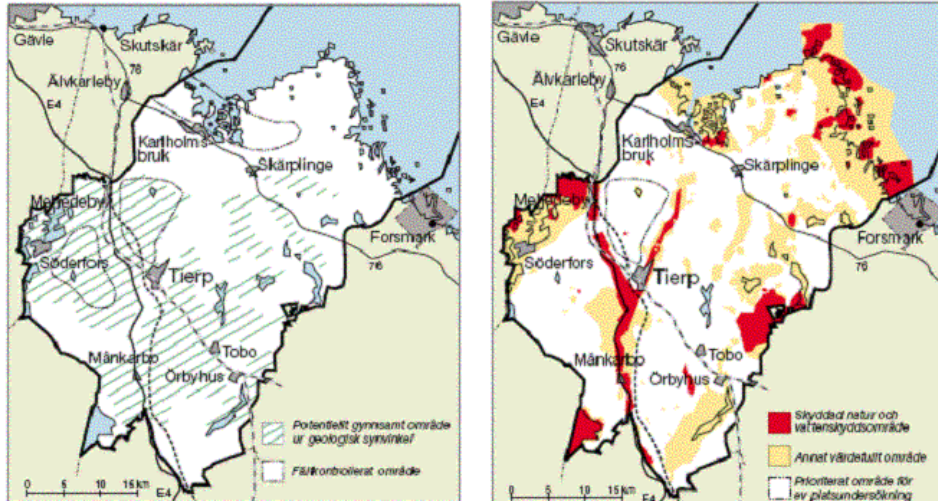 Gävle
Skutskär
76
Älvkarleby
E4
Karlholms
bruk
Skärplinge
Mehedeby
Forsmark
Söderfors
Tierp
76
Månkarbo
Tobo
Örbyhus
Potentiellt gynnsamt område
ur geologisk synvinkel
Fältkontrollerat område
0 5 10 15 km
E4
Gävle
Skutskär
76
Älvkarleby
E4
Karlholms
bruk
Skärplinge
Mehedeby
Forsmark
Söderfors
Tierp
76
Månkarbo
Tobo
Örbyhus
Skyddad natur och
vattenskyddsområde
Annat värdefullt område
Prioriterat område för
ev platsundersökning
0 5 10 15 km
E4